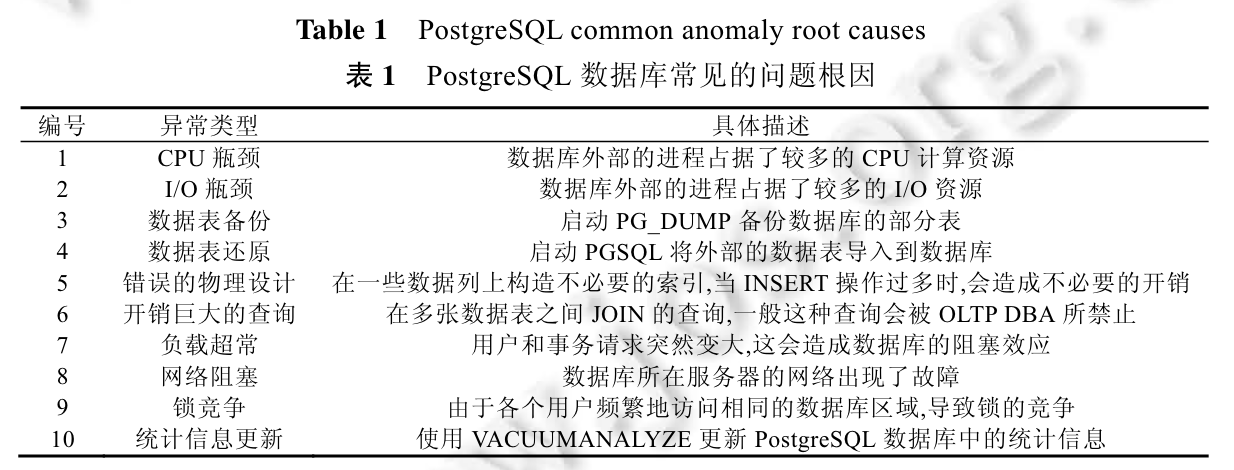 Table 1 PostgreSQL common anomaly root causes
表 1 PostgreSQL 数据库常见的问题根因
编号 异常类型 具体描述
1 CPU 瓶颈 数据库外部的进程占据了较多的 CPU 计算资源
2 I/O 瓶颈 数据库外部的进程占据了较多的 I/O 资源
3 数据表备份 启动 PG_DUMP 备份数据库的部分表
4 数据表还原 启动 PGSQL 将外部的数据表导入到数据库
5 错误的物理设计 在一些数据列上构造不必要的索引,当 INSERT 操作过多时,会造成不必要的开销
6 开销巨大的查询 在多张数据表之间 JOIN 的查询,一般这种查询会被 OLTP DBA 所禁止
7 负载超常 用户和事务请求突然变大,这会造成数据库的阻塞效应
8 网络阻塞 数据库所在服务器的网络出现了故障
9 锁竞争 由于各个用户频繁地访问相同的数据库区域,导致锁的竞争
10 统计信息更新 使用 VACUUMANALYZE 更新 PostgreSQL 数据库中的统计信息